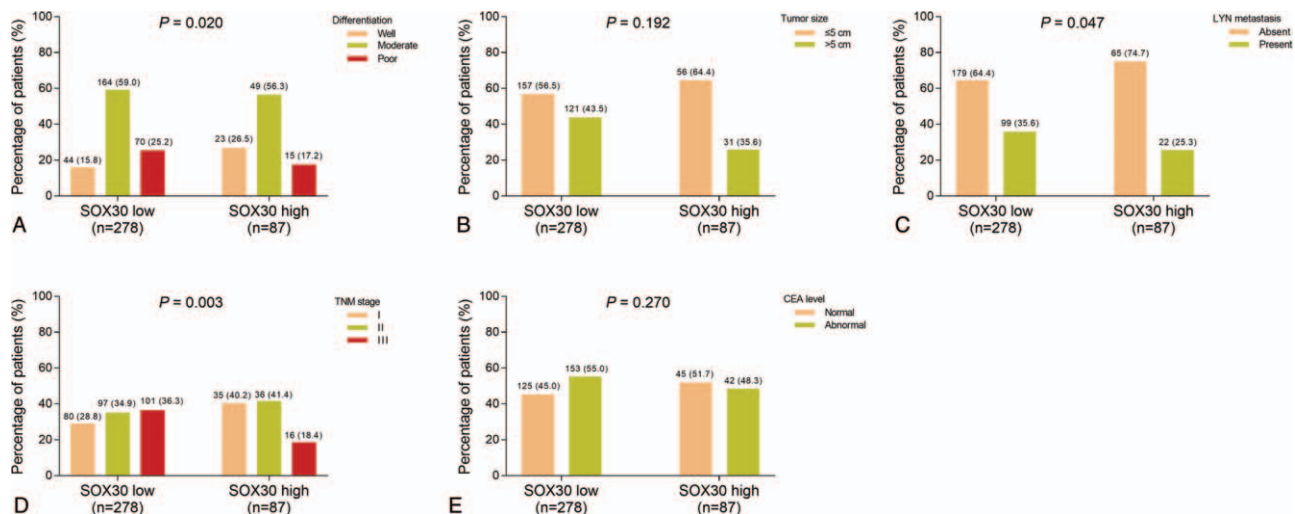 P = 0.020
Differentiation
Well
Moderate
Poor
Percentage of patients (%)
100
80
60
40
20
0
44 (15.8)
164 (59.0)
70 (25.2)
23 (26.5)
49 (56.3)
15 (17.2)
SOX30 low
(n=278)
SOX30 high
(n=87)
A
P = 0.192
Tumor size
≤5 cm
>5 cm
Percentage of patients (%)
100
80
60
40
20
0
157 (56.5)
121 (43.5)
56 (64.4)
31 (35.6)
SOX30 low
(n=278)
SOX30 high
(n=87)
B
P = 0.047
LYN metastasis
Absent
Present
Percentage of patients (%)
100
80
60
40
20
0
179 (64.4)
99 (35.6)
65 (74.7)
22 (25.3)
SOX30 low
(n=278)
SOX30 high
(n=87)
C
P = 0.003
TNM stage
I
II
III
Percentage of patients (%)
100
80
60
40
20
0
80 (28.8)
97 (34.9)
101 (36.3)
35 (40.2)
36 (41.4)
16 (18.4)
SOX30 low
(n=278)
SOX30 high
(n=87)
D
P = 0.270
CEA level
Normal
Abnormal
Percentage of patients (%)
100
80
60
40
20
0
125 (45.0)
153 (55.0)
45 (51.7)
42 (48.3)
SOX30 low
(n=278)
SOX30 high
(n=87)
E